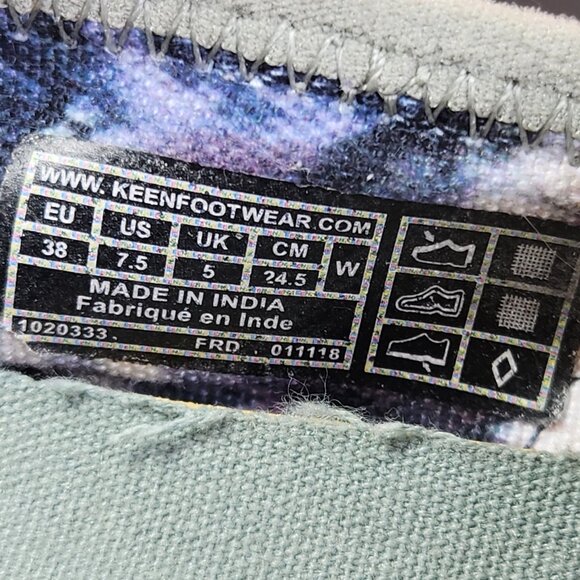 WWW. KEENFOOTWEAR.COM
EU US UK CM W
38 7.5 5 24.5
MADE IN INDIA
Fabriqué en Inde
1020333. FRD. 011118